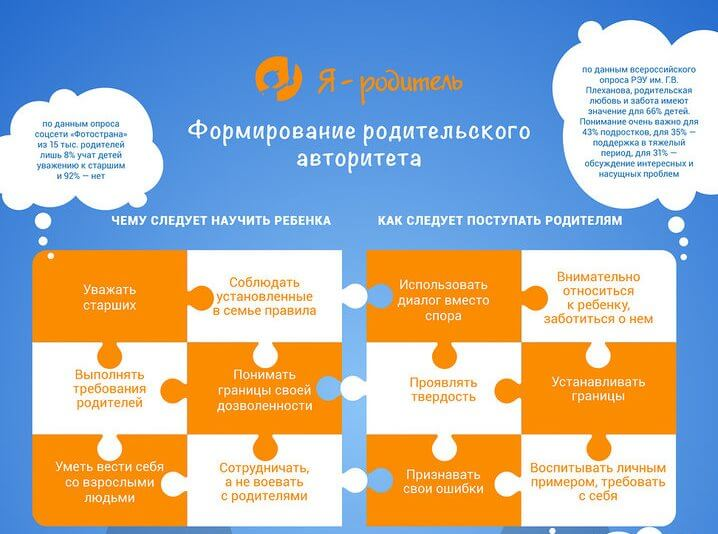 Я - родитель
Формирование родительского
авторитета
по данным опроса
соцсети «Фотострана»
из 15 тыс. родителей
лишь 8% учат детей
уважению к старшим
и 92% — нет
по данным всероссийского
опроса РЭУ им. Г.В.
Плеханова, родительская
любовь и забота имеют
значение для 66% детей.
Понимание очень важно для
43% подростков, для 35% —
поддержка в тяжелый
период, для 31% —
обсуждение интересных и
насущных проблем
ЧЕМУ СЛЕДУЕТ НАУЧИТЬ РЕБЕНКА
Уважать
старших
Соблюдать
установленные
в семье правила
Выполнять
требования
родителей
Понимать
границы своей
дозволенности
Уметь вести себя
со взрослыми
людьми
Сотрудничать,
а не воевать
с родителями
КАК СЛЕДУЕТ ПОСТУПАТЬ РОДИТЕЛЯМ
Использовать
диалог вместо
спора
Внимательно
относиться
к ребенку,
заботиться о нем
Проявлять
твердость
Устанавливать
границы
Признавать
свои ошибки
Воспитывать личным
примером, требовать
с себя